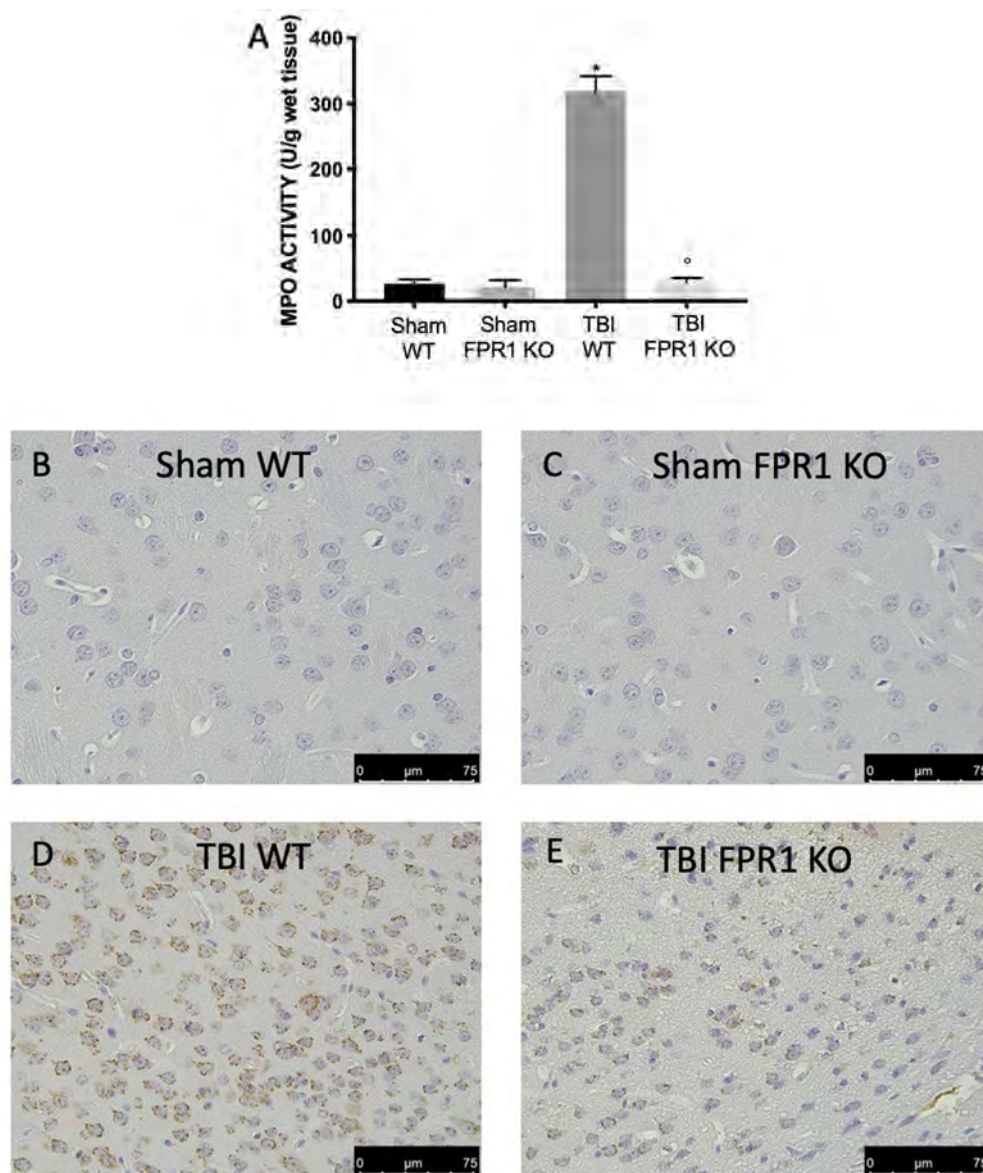 A
MPO ACTIVITY (U/g wet tissue)
400
300
200
100
0
*
°
Sham WT
Sham FPR1 KO
TBI WT
TBI FPR1 KO
B Sham WT
0 µm 75
C Sham FPR1 KO
0 µm 75
D TBI WT
0 µm 75
E TBI FPR1 KO
0 µm 75